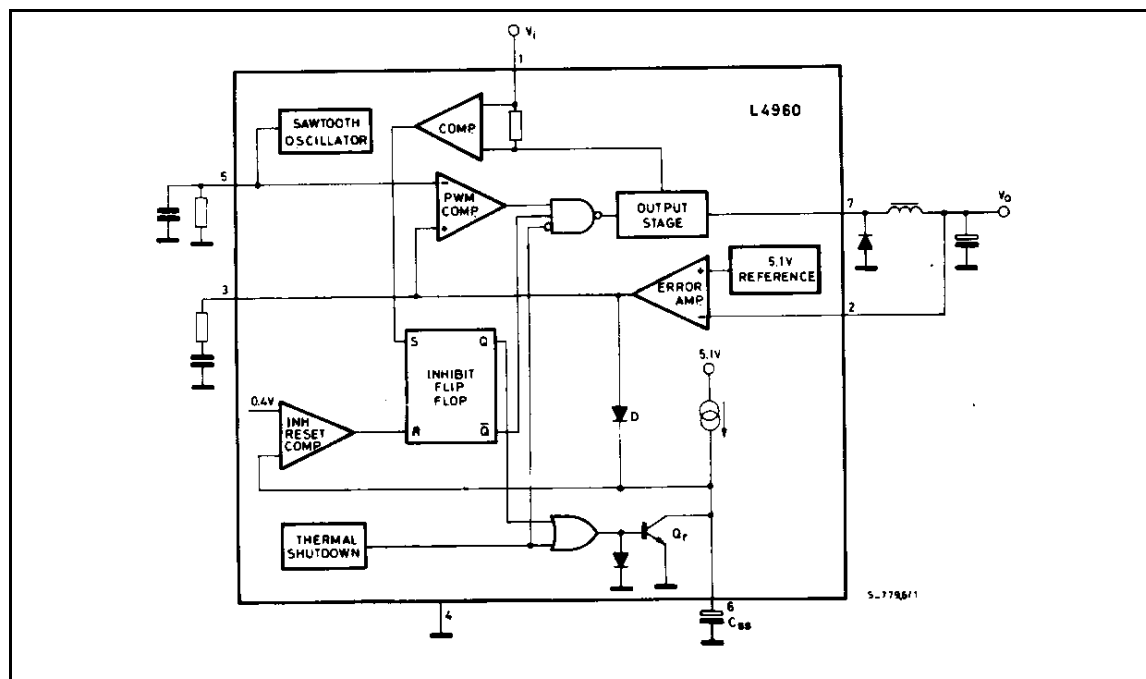 Vi
1
L4960
SAWTOOTH
OSCILLATOR
COMP.
5
PWM
COMP.
OUTPUT
STAGE
7
Vo
5.1V
REFERENCE
ERROR
AMP.
3
2
S
Q
INHIBIT
FLIP
FLOP
R
Q̅
5.1V
0.4V
INH
RESET
COMP.
D
THERMAL
SHUTDOWN
Qr
4
6
Css